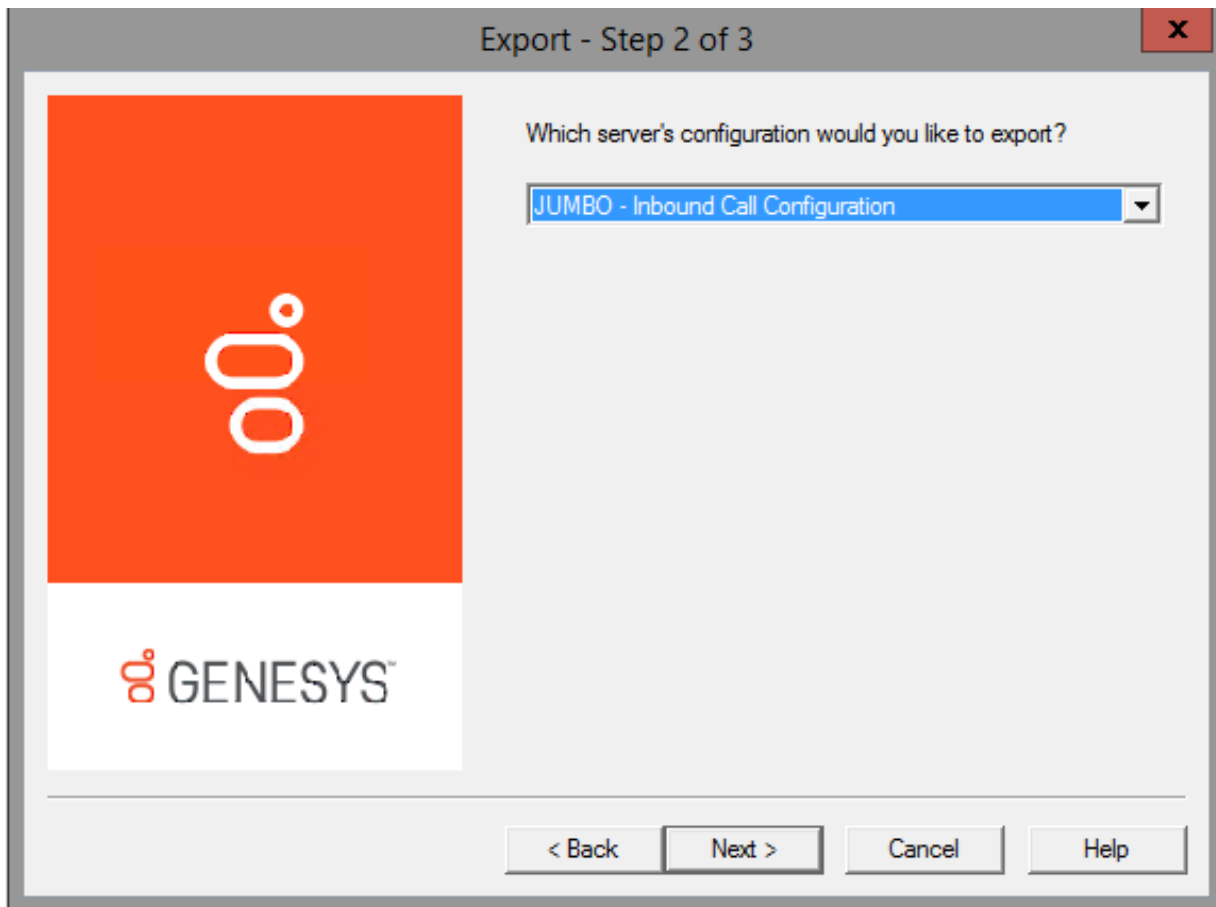 Export - Step 2 of 3
x
Which server's configuration would you like to export?
JUMBO - Inbound Call Configuration
GENESYS™
< Back
Next >
Cancel
Help